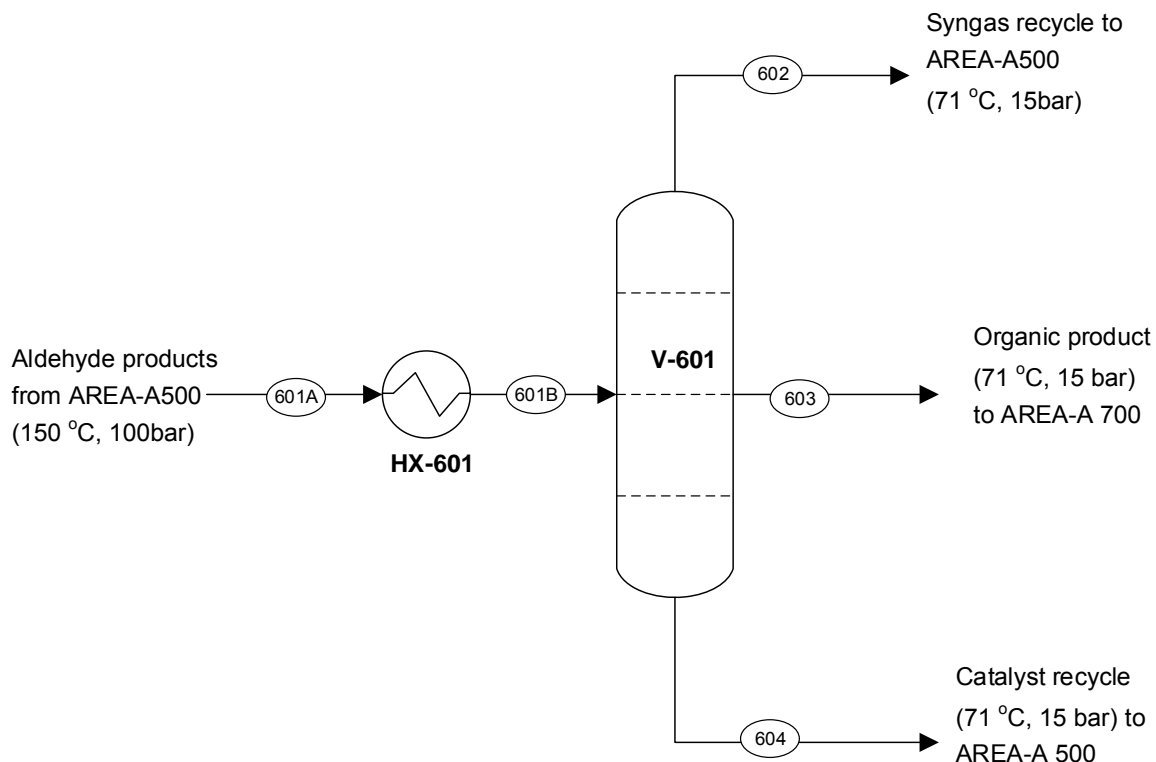 Syngas recycle to
AREA-A500
(71 °C, 15bar)
602
V-601
Aldehyde products
from AREA-A500
(150 °C, 100bar)
601A
601B
HX-601
603
Organic product
(71 °C, 15 bar)
to AREA-A 700
604
Catalyst recycle
(71 °C, 15 bar) to
AREA-A 500